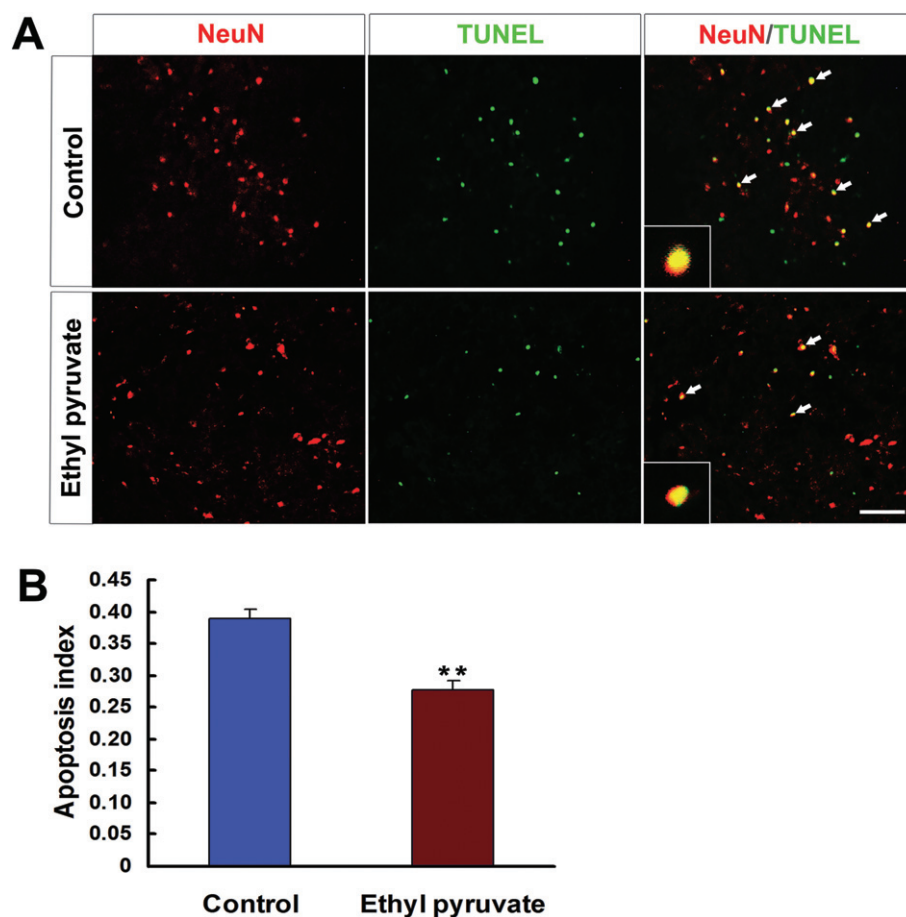 A
NeuN
TUNEL
NeuN/TUNEL
Control
Ethyl pyruvate
B
Apoptosis index
0.45
0.40
0.35
0.30
0.25
0.20
0.15
0.10
0.05
0
**
Control
Ethyl pyruvate